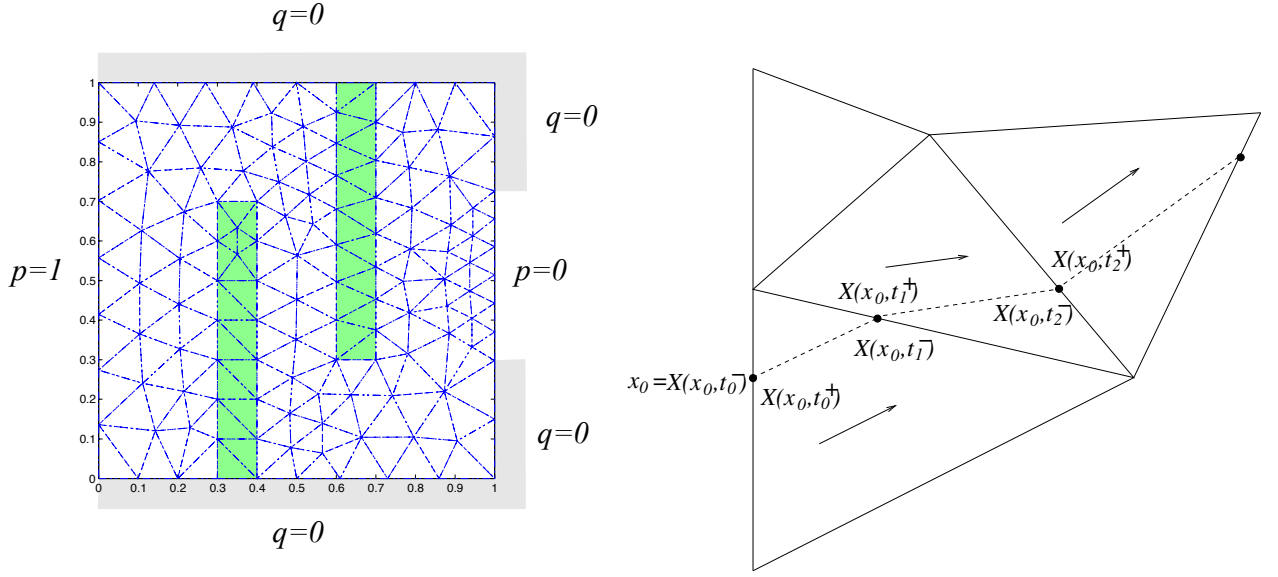 q=0
1
0.9
0.8
0.7
0.6
0.5
0.4
0.3
0.2
0.1
0
0 0.1 0.2 0.3 0.4 0.5 0.6 0.7 0.8 0.9 1
p=1
q=0
p=0
q=0
q=0
X(x₀,t₂⁺)
X(x₀,t₁⁺)
X(x₀,t₂⁻)
X(x₀,t₁⁻)
x₀=X(x₀,t₀⁻)
X(x₀,t₀⁺)